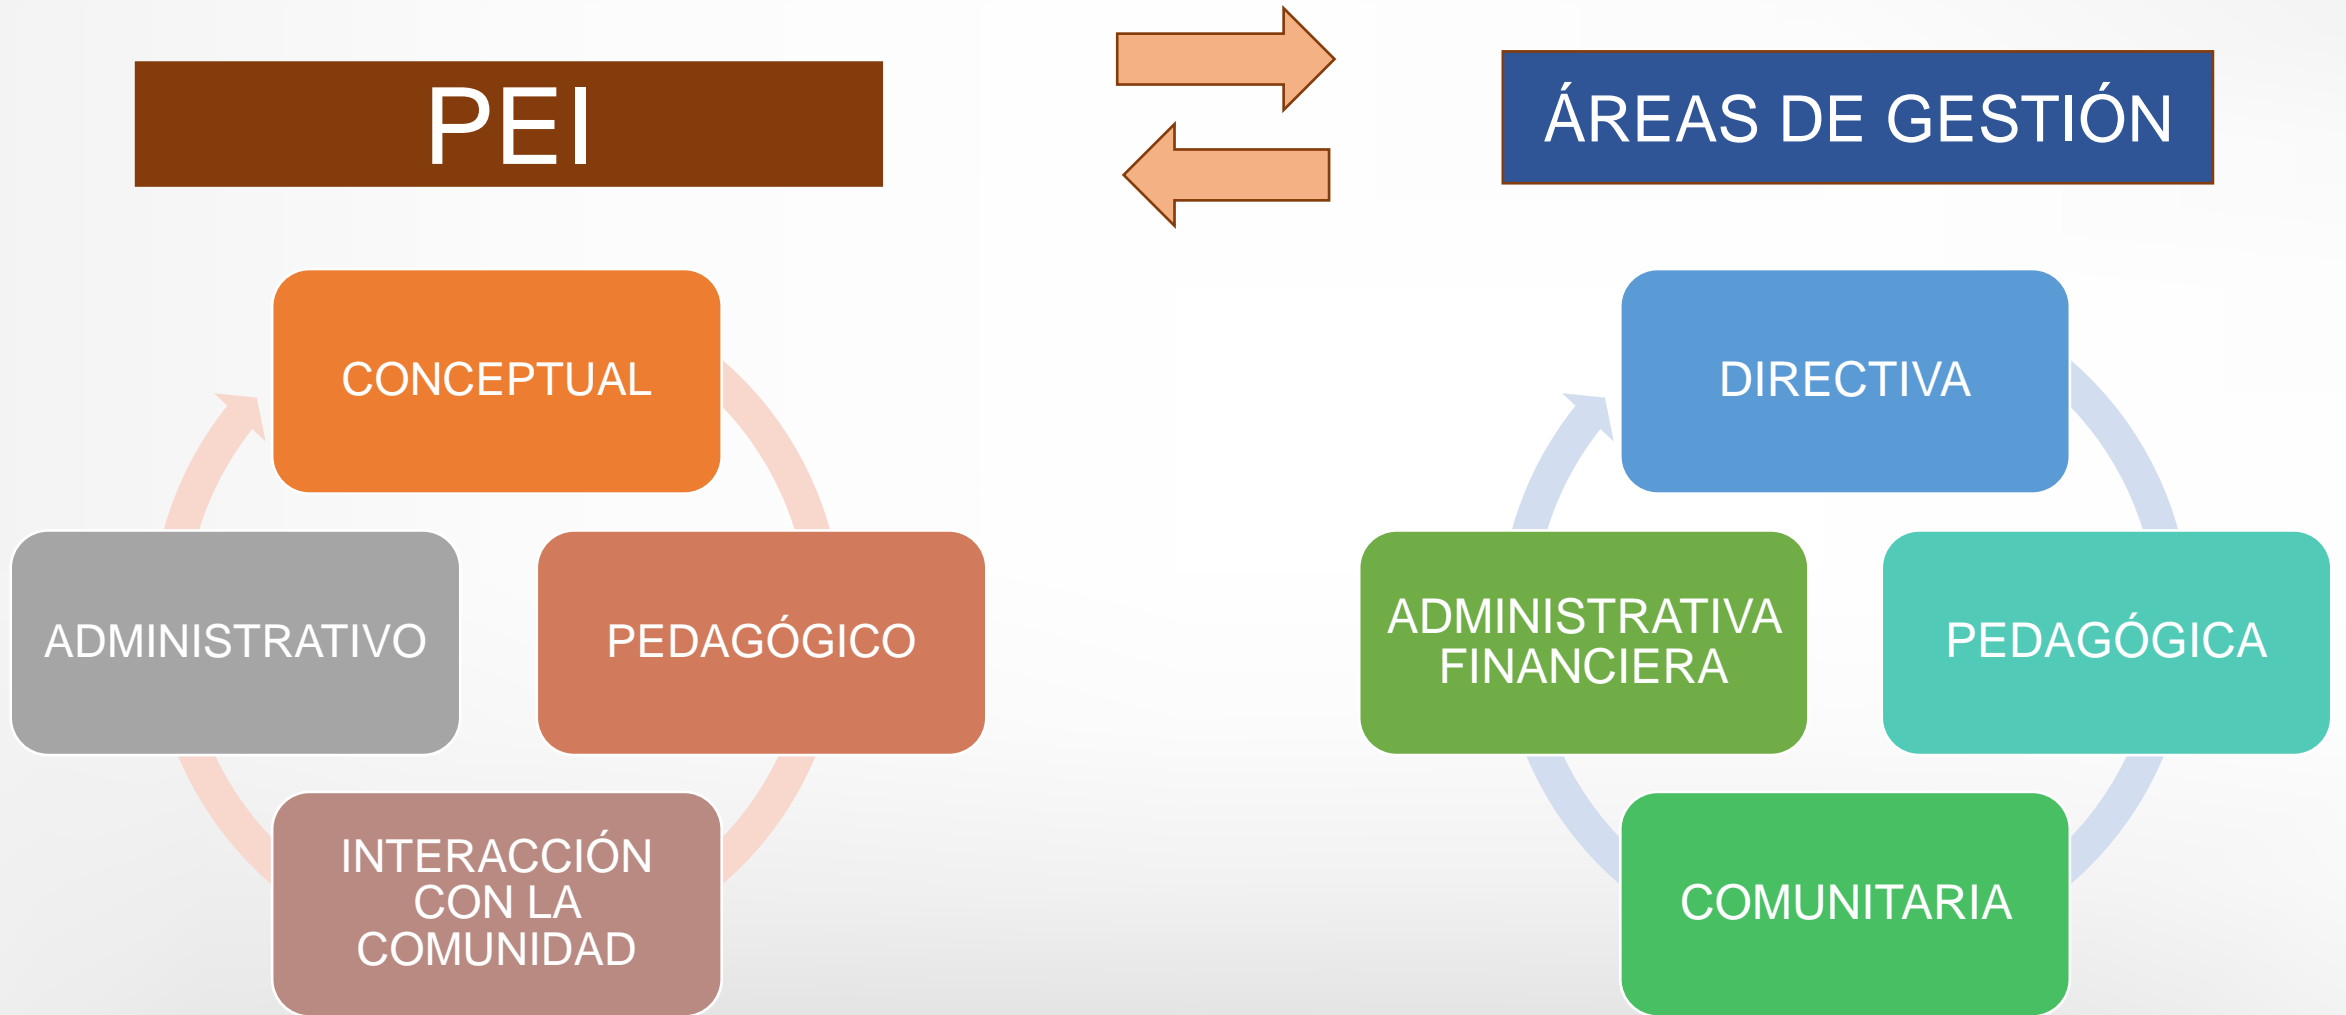 PEI
ÁREAS DE GESTIÓN
CONCEPTUAL
ADMINISTRATIVO
PEDAGÓGICO
INTERACCIÓN
CON LA
COMUNIDAD
DIRECTIVA
ADMINISTRATIVA
FINANCIERA
PEDAGÓGICA
COMUNITARIA